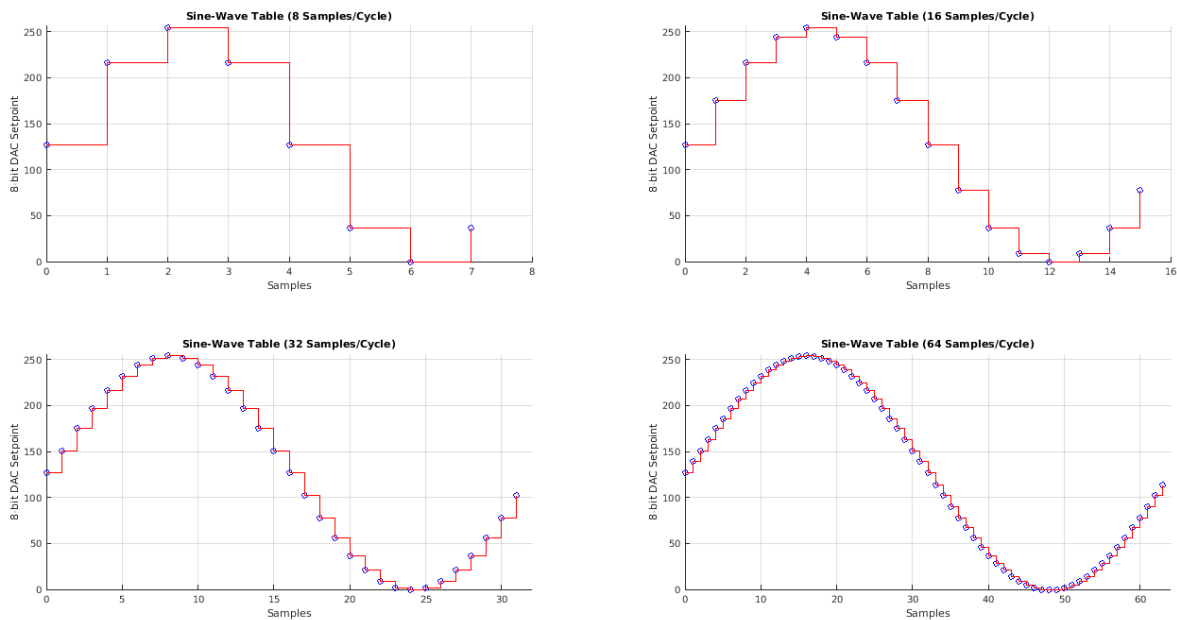 Sine-Wave Table (8 Samples/Cycle)
250
200
150
100
50
0
8-bit DAC Setpoint
0 1 2 3 4 5 6 7 8
Samples
Sine-Wave Table (16 Samples/Cycle)
250
200
150
100
50
0
8-bit DAC Setpoint
0 2 4 6 8 10 12 14 16
Samples
Sine-Wave Table (32 Samples/Cycle)
250
200
150
100
50
0
8-bit DAC Setpoint
0 5 10 15 20 25 30
Samples
Sine-Wave Table (64 Samples/Cycle)
250
200
150
100
50
0
8-bit DAC Setpoint
0 10 20 30 40 50 60
Samples